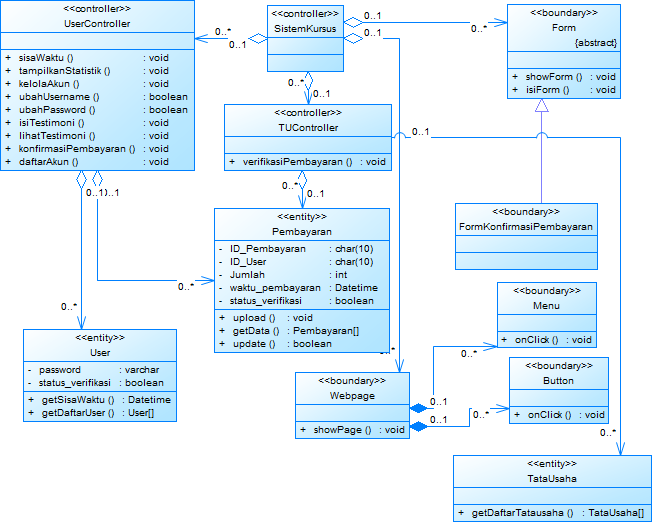 <<controller>>
UserController
+ sisaWaktu () : void
+ tampilkanStatistik () : void
+ kelolaAkun () : void
+ ubahUsername () : boolean
+ ubahPassword () : boolean
+ isiTestimoni () : void
+ lihatTestimoni () : void
+ konfirmasiPembayaran () : void
+ daftarAkun () : void
0..*
0..1
<<controller>>
SistemKursus
0..1
0..1
0..*
<<boundary>>
Form
{abstract}
+ showForm () : void
+ isiForm () : void
0..*
0..1
<<controller>>
TUController
+ verifikasiPembayaran () : void
0..1
0..1
0..1
0..*
0..*
<<entity>>
Pembayaran
- ID_Pembayaran : char(10)
- ID_User : char(10)
- Jumlah : int
- waktu_pembayaran : Datetime
- status_verifikasi : boolean
+ upload () : void
+ getData () : Pembayaran[]
+ update () : boolean
<<boundary>>
FormKonfirmasiPembayaran
0..*
0..*
<<entity>>
User
- password : varchar
- status_verifikasi : boolean
+ getSisaWaktu () : Datetime
+ getDaftarUser () : User[]
<<boundary>>
Menu
+ onClick () : void
0..*
0..*
<<boundary>>
Webpage
+ showPage () : void
0..1
0..1
<<boundary>>
Button
+ onClick () : void
0..*
0..*
<<entity>>
TataUsaha
+ getDaftarTatausaha () : TataUsaha[]